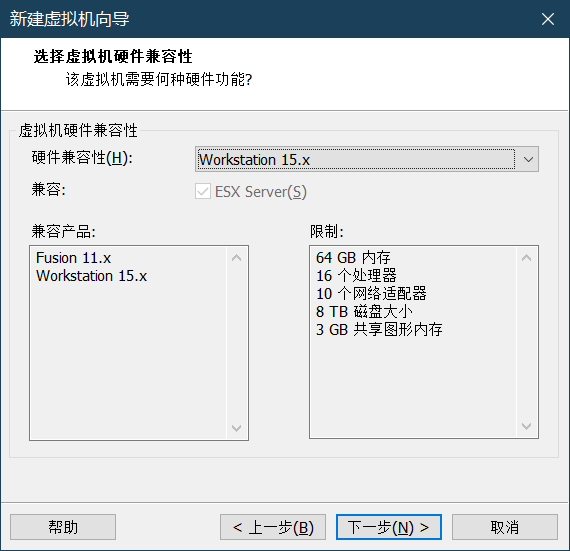 新建虚拟机向导
选择虚拟机硬件兼容性
该虚拟机需要何种硬件功能?
虚拟机硬件兼容性
硬件兼容性(H):
Workstation 15.x
兼容:
ESX Server(S)
兼容产品:
Fusion 11.x
Workstation 15.x
限制:
64 GB 内存
16 个处理器
10 个网络适配器
8 TB 磁盘大小
3 GB 共享图形内存
帮助
< 上一步(B)
下一步(N) >
取消